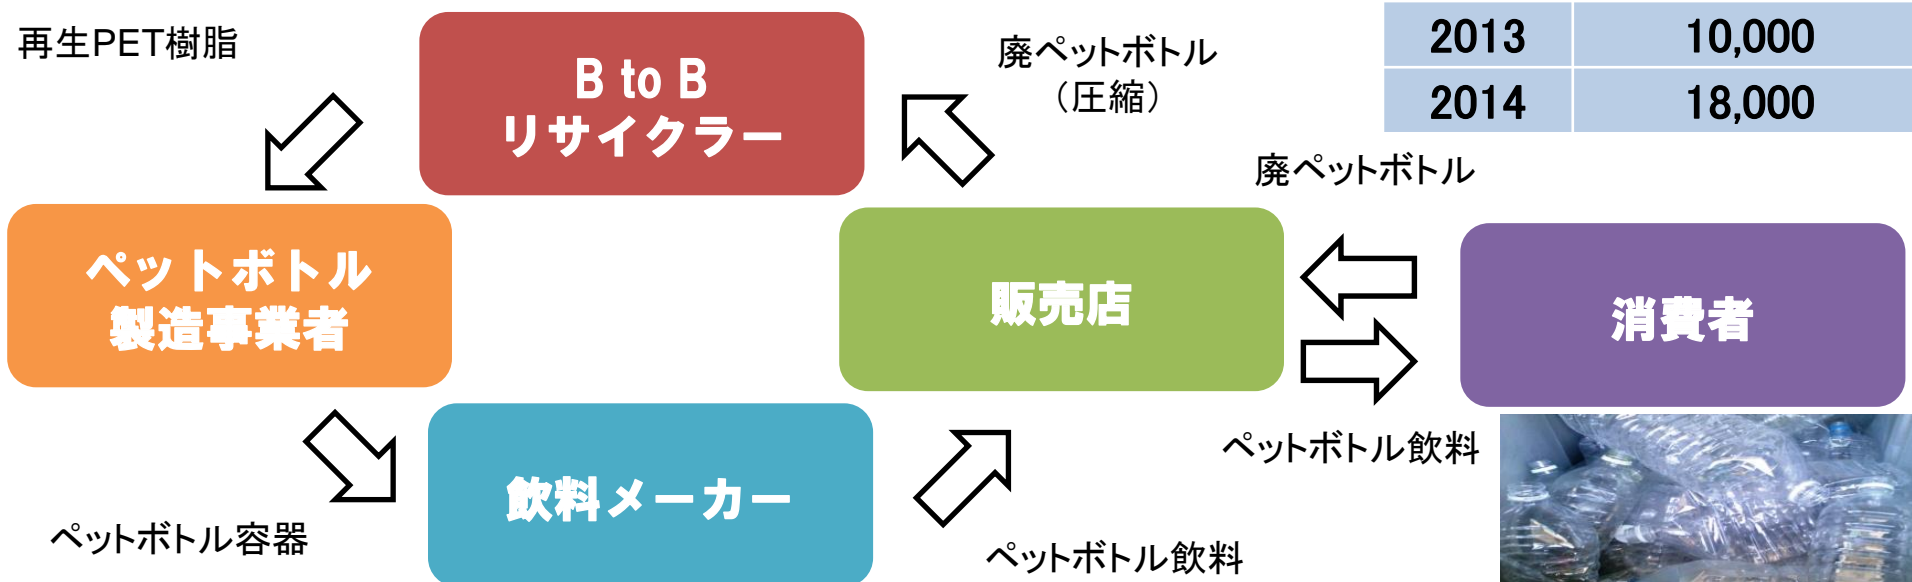 再生PET樹脂
B to B
リサイクラー
廃ペットボトル
（圧縮）
2013 10,000
2014 18,000
廃ペットボトル
ペットボトル
製造事業者
販売店
消費者
ペットボトル飲料
飲料メーカー
ペットボトル容器
ペットボトル飲料